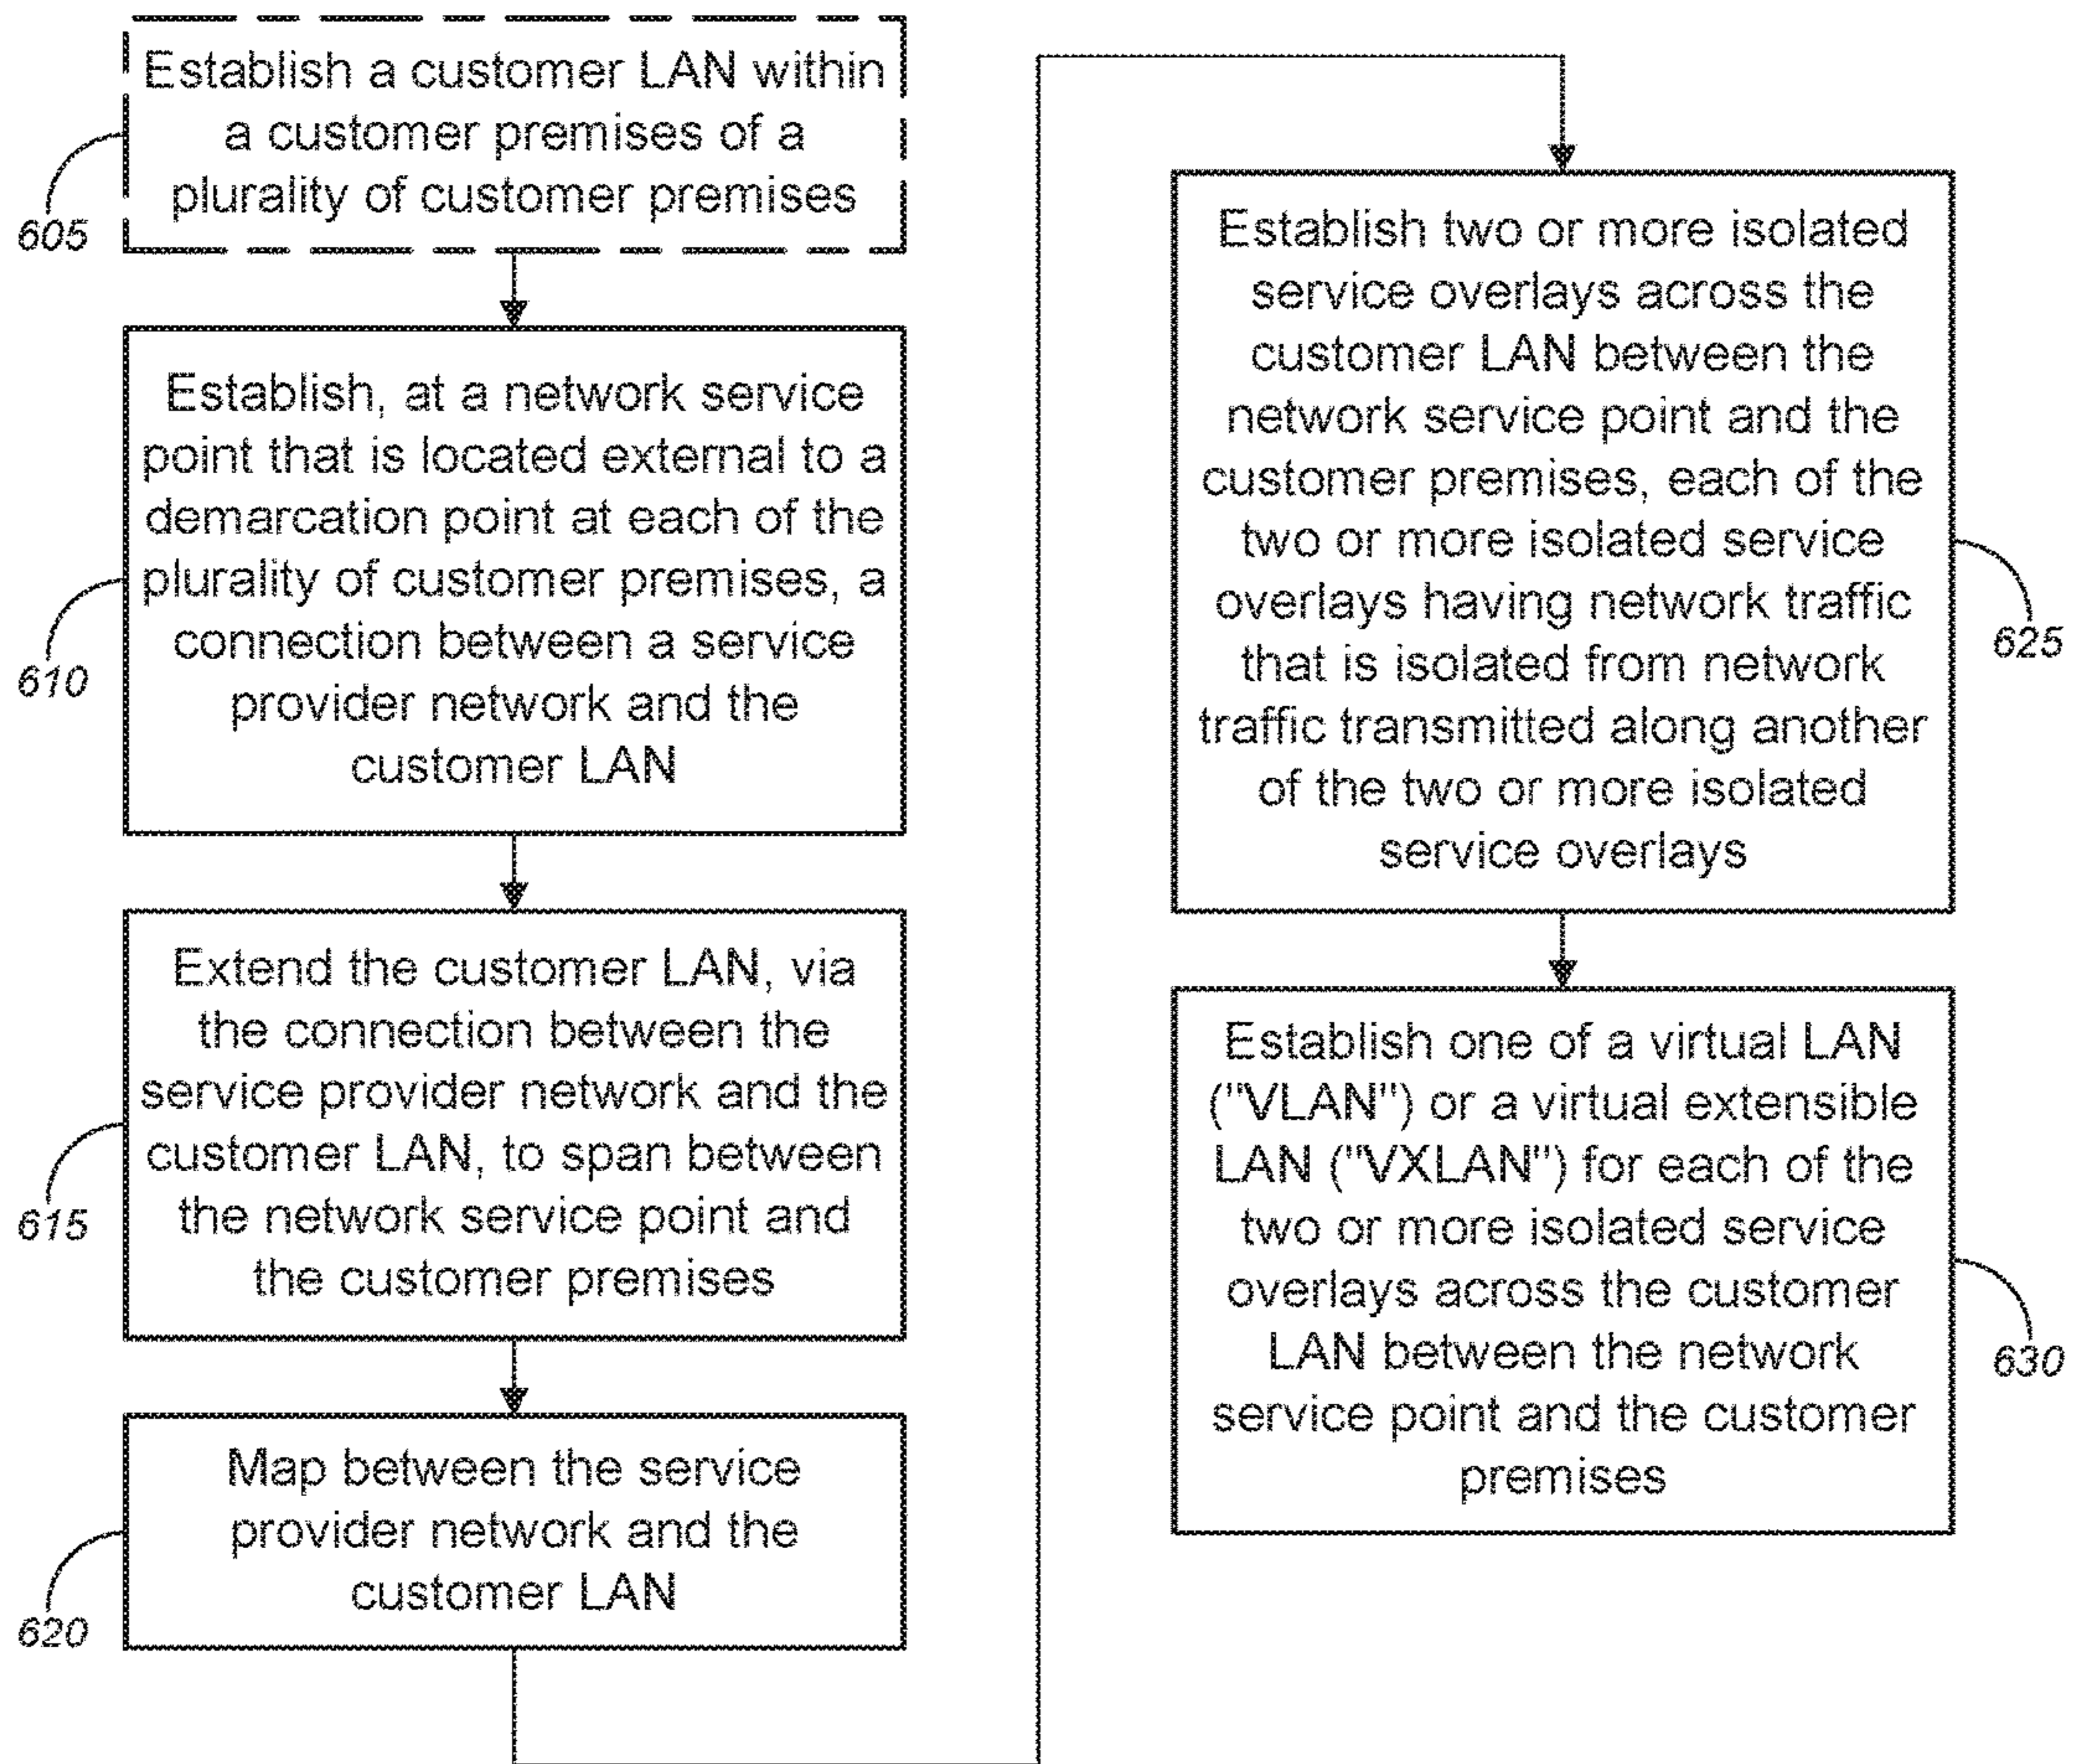 Establish a customer LAN within
a customer premises of a
plurality of customer premises
605
Establish, at a network service
point that is located external to a
demarcation point at each of the
plurality of customer premises, a
connection between a service
provider network and the
customer LAN
610
Extend the customer LAN, via
the connection between the
service provider network and the
customer LAN, to span between
the network service point and
the customer premises
615
Map between the service
provider network and the
customer LAN
620
Establish two or more isolated
service overlays across the
customer LAN between the
network service point and the
customer premises, each of the
two or more isolated service
overlays having network traffic
that is isolated from network
traffic transmitted along another
of the two or more isolated
service overlays
625
Establish one of a virtual LAN
("VLAN") or a virtual extensible
LAN ("VXLAN") for each of the
two or more isolated service
overlays across the customer
LAN between the network
service point and the customer
premises
630